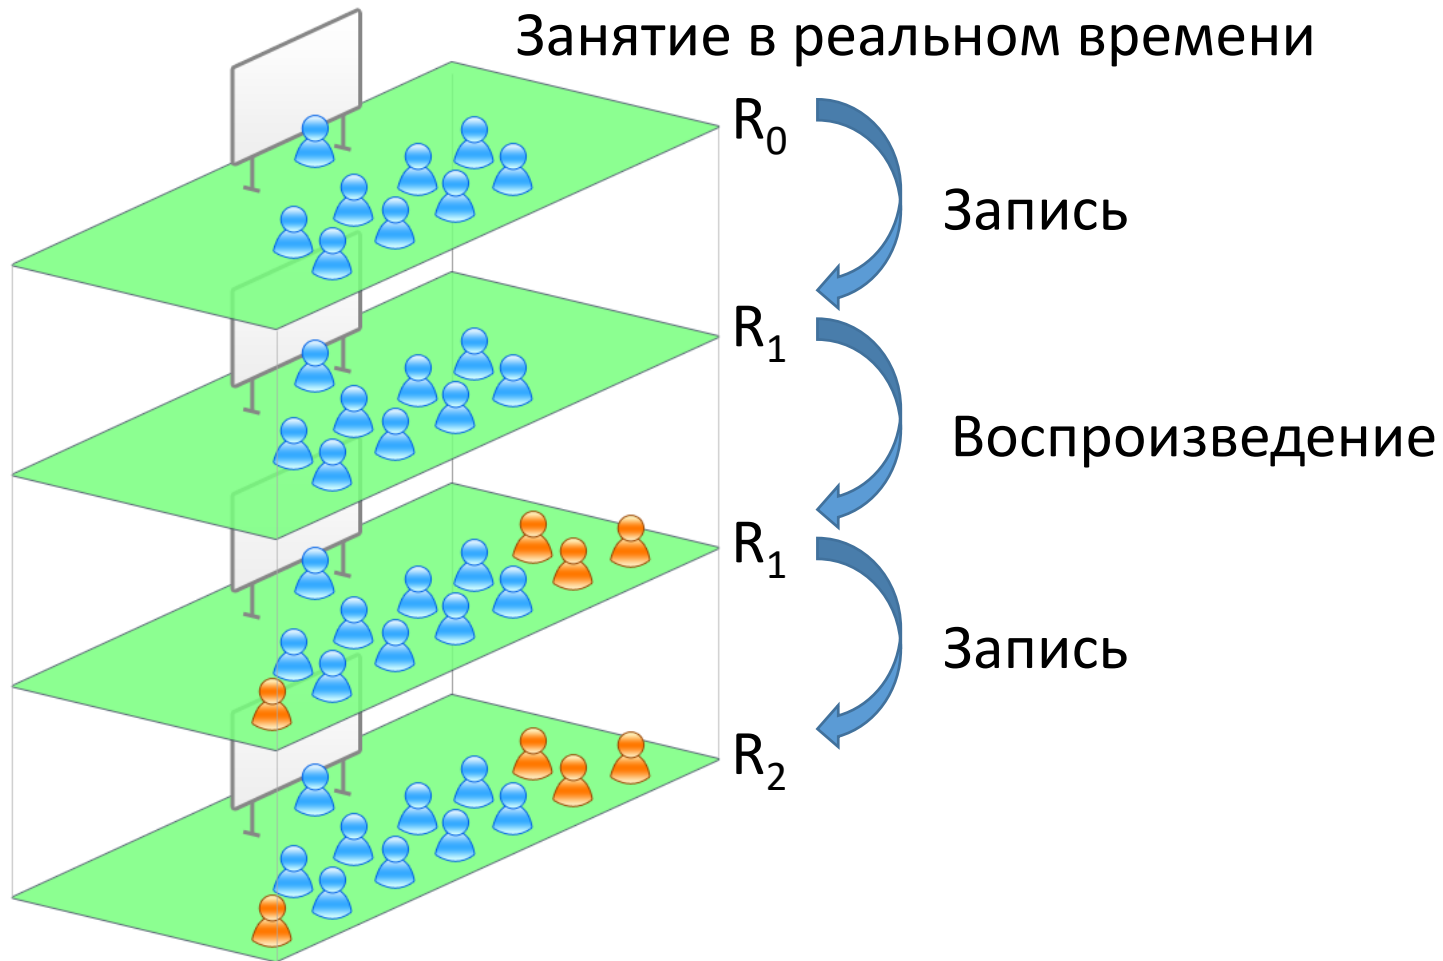 Занятие в реальном времени
R₀
Запись
R₁
Воспроизведение
R₁
Запись
R₂